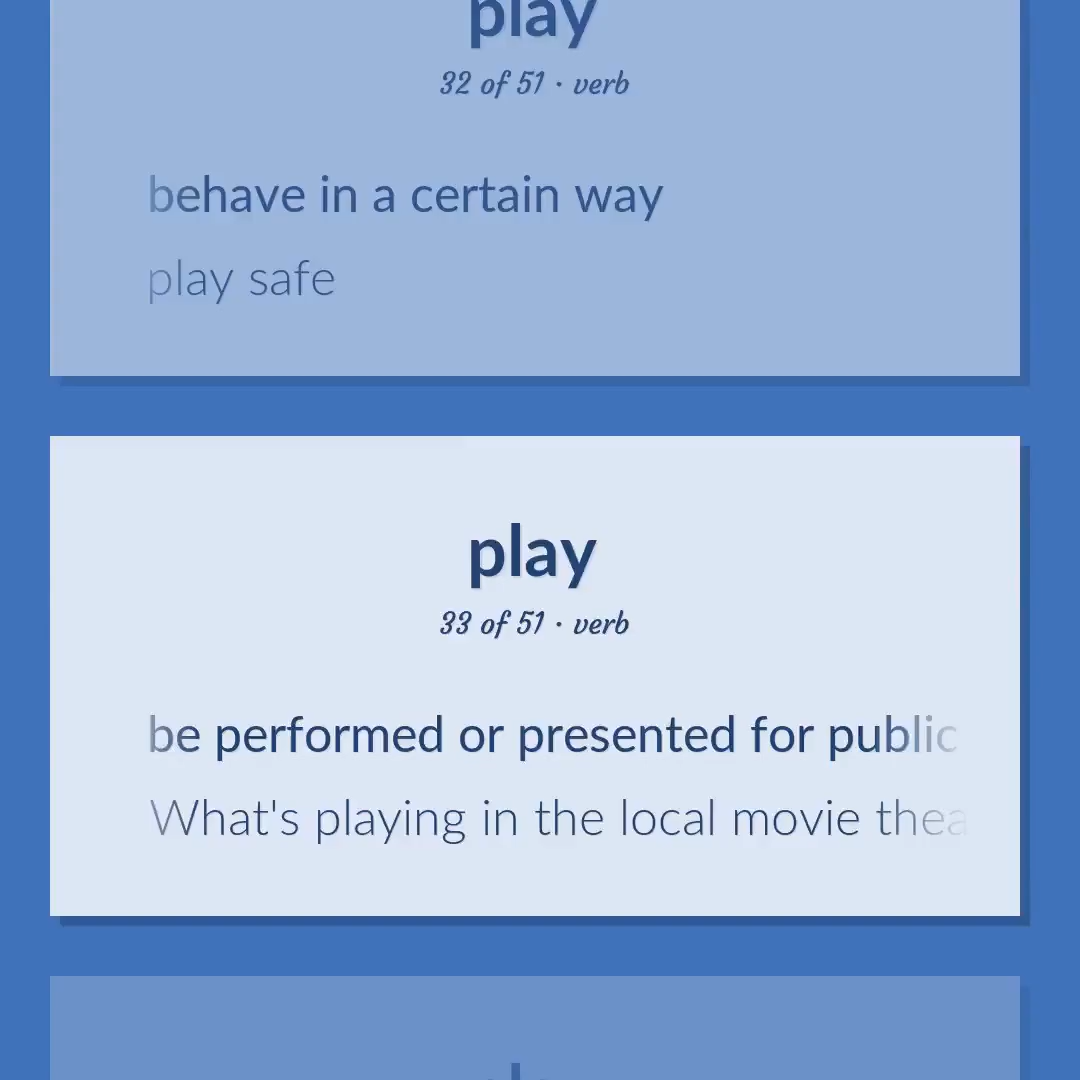 play
32 of 51 · verb
behave in a certain way
play safe
play
33 of 51 · verb
be performed or presented for public
What's playing in the local movie thea